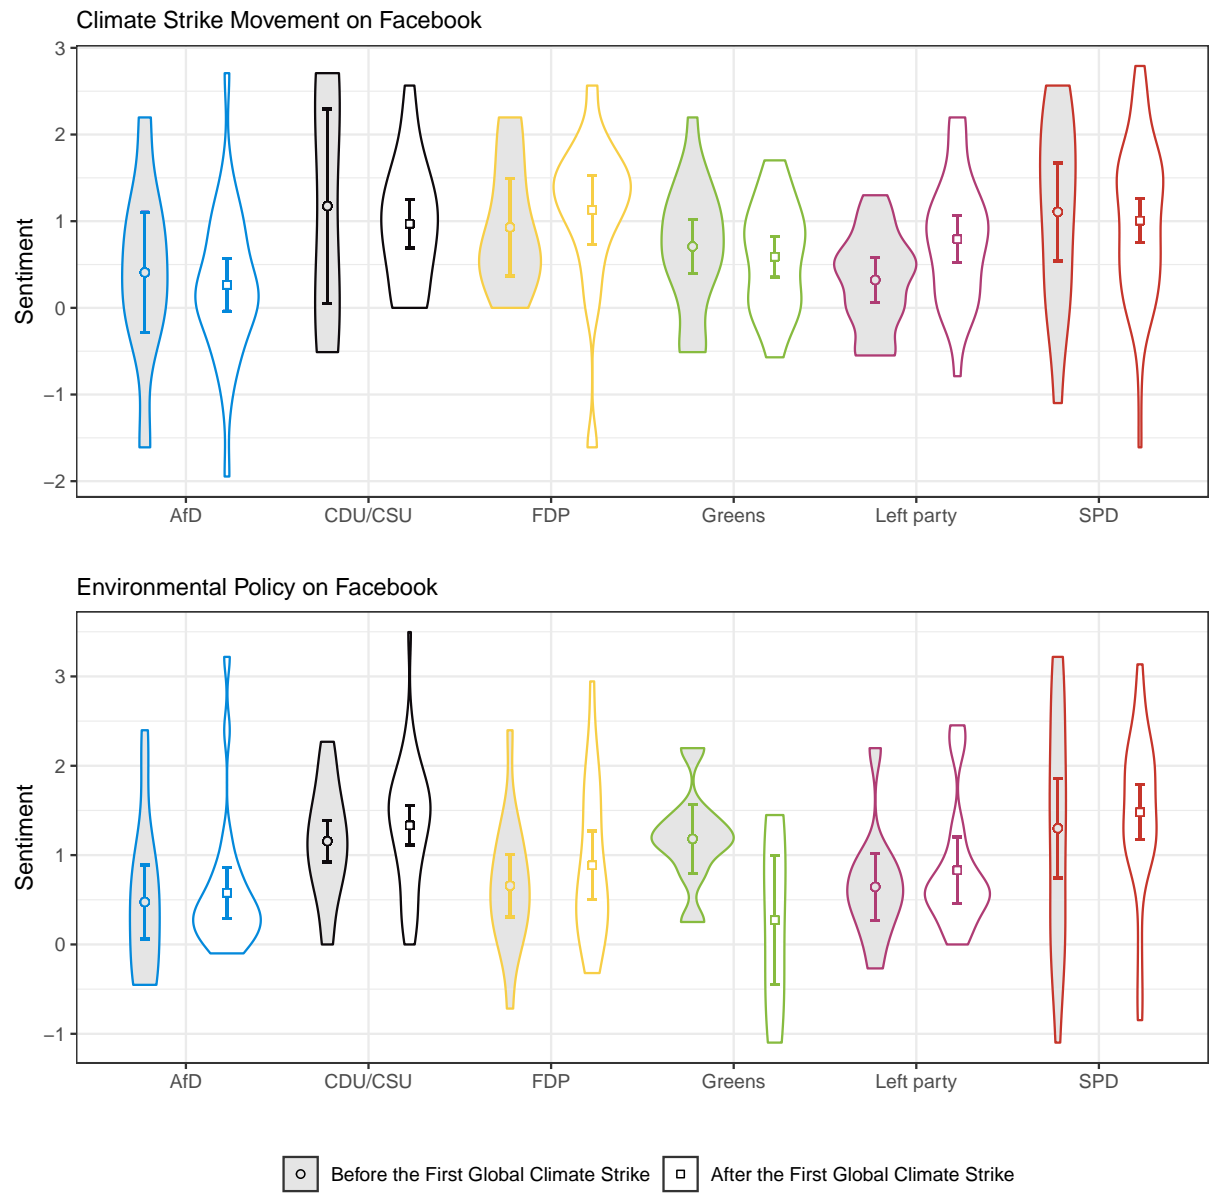 Climate Strike Movement on Facebook
Sentiment
3
2
1
0
−1
−2
AfD CDU/CSU FDP Greens Left party SPD
Environmental Policy on Facebook
Sentiment
3
2
1
0
−1
AfD CDU/CSU FDP Greens Left party SPD
Before the First Global Climate Strike After the First Global Climate Strike